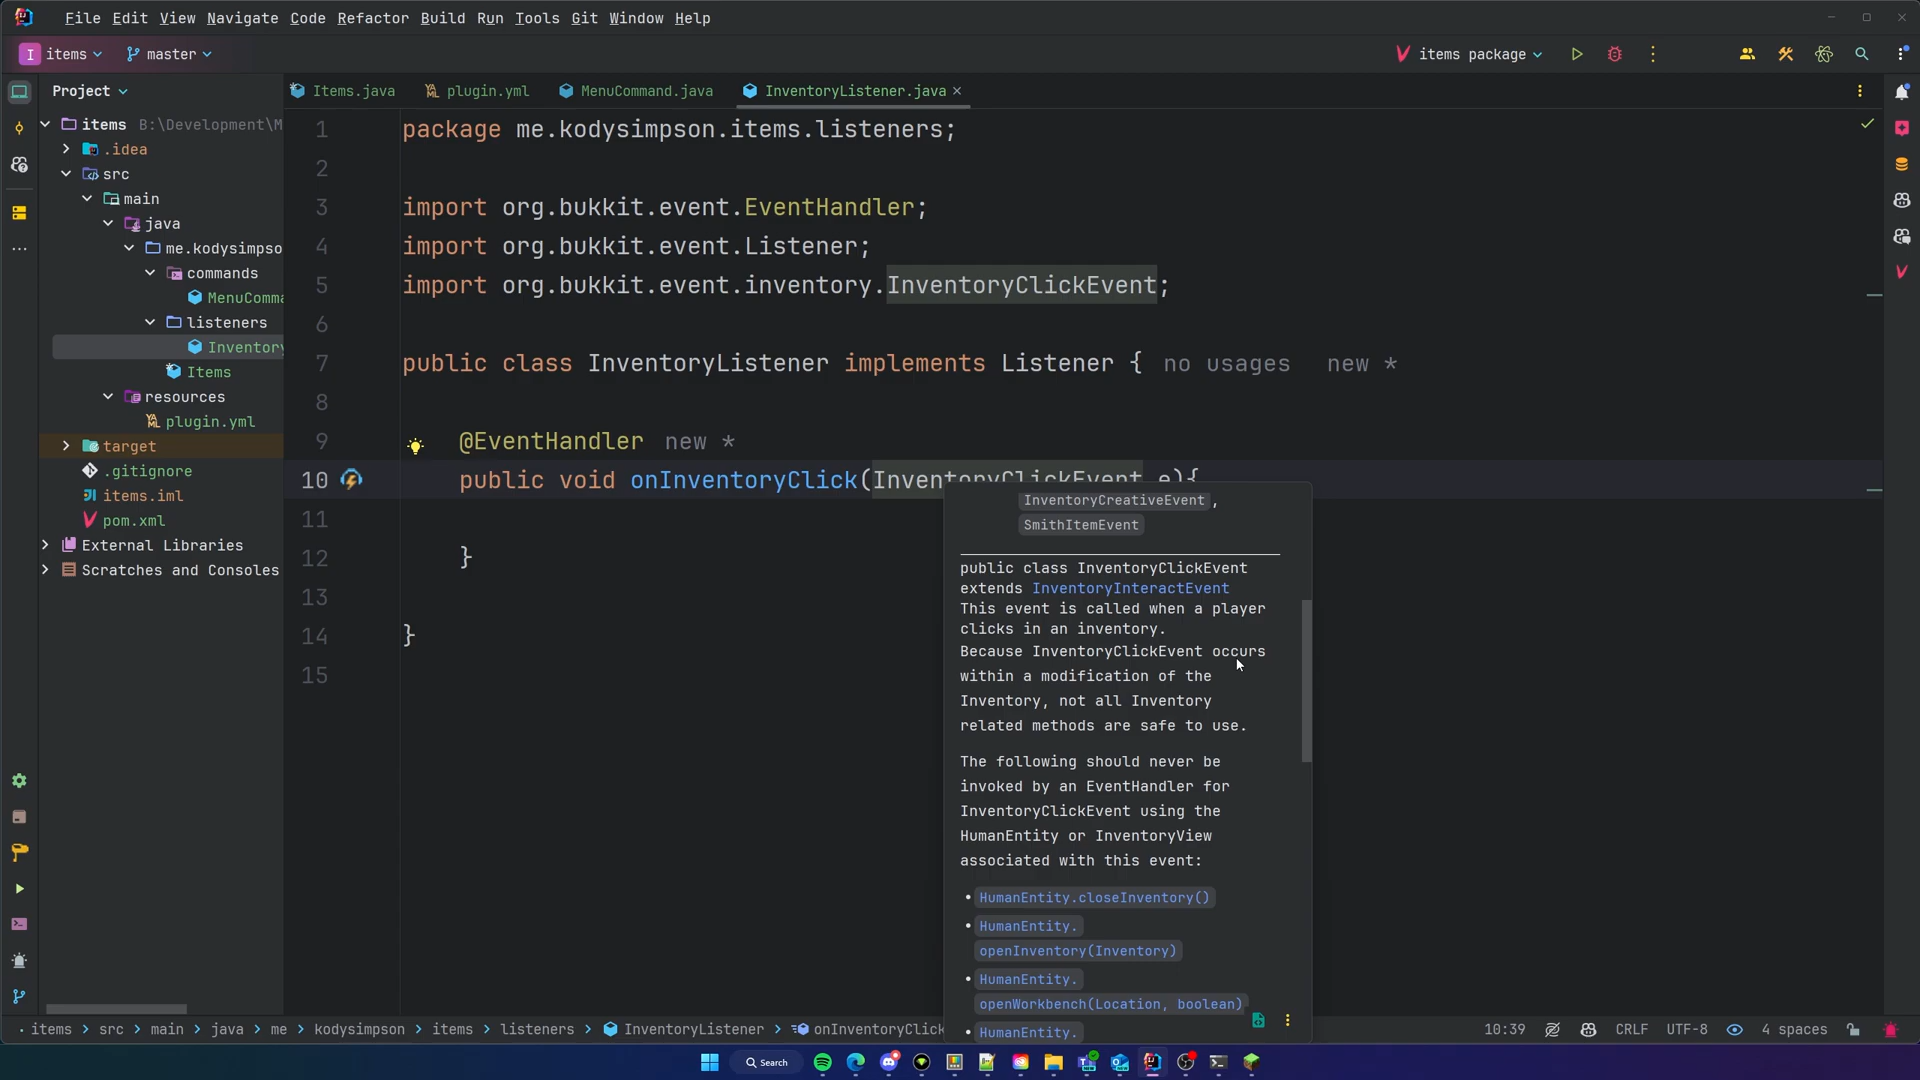 File Edit View Navigate Code Refactor Build Run Tools Git Window Help
I items master items package
Project
Items.java plugin.yml MenuCommand.java InventoryListener.java
items B:\Development\M
.idea
src
main
java
me.kodysimpso
commands
MenuComma
listeners
Inventory
Items
resources
plugin.yml
target
.gitignore
items.iml
pom.xml
External Libraries
Scratches and Consoles
1 package me.kodysimpson.items.listeners;
2
3 import org.bukkit.event.EventHandler;
4 import org.bukkit.event.Listener;
5 import org.bukkit.event.inventory.InventoryClickEvent;
6
7 public class InventoryListener implements Listener { no usages new *
8
9 @EventHandler new *
10 public void onInventoryClick(InventoryClickEvent e){
11
12 }
13
14 }
15
InventoryCreativeEvent,
SmithItemEvent
public class InventoryClickEvent
extends InventoryInteractEvent
This event is called when a player
clicks in an inventory.
Because InventoryClickEvent occurs
within a modification of the
Inventory, not all Inventory
related methods are safe to use.
The following should never be
invoked by an EventHandler for
InventoryClickEvent using the
HumanEntity or InventoryView
associated with this event:
• HumanEntity.closeInventory()
• HumanEntity.
openInventory(Inventory)
• HumanEntity.
openWorkbench(Location, boolean)
• HumanEntity.
items > src > main > java > me > kodysimpson > items > listeners > InventoryListener > onInventoryClick 10:39 CRLF UTF-8 4 spaces
Search